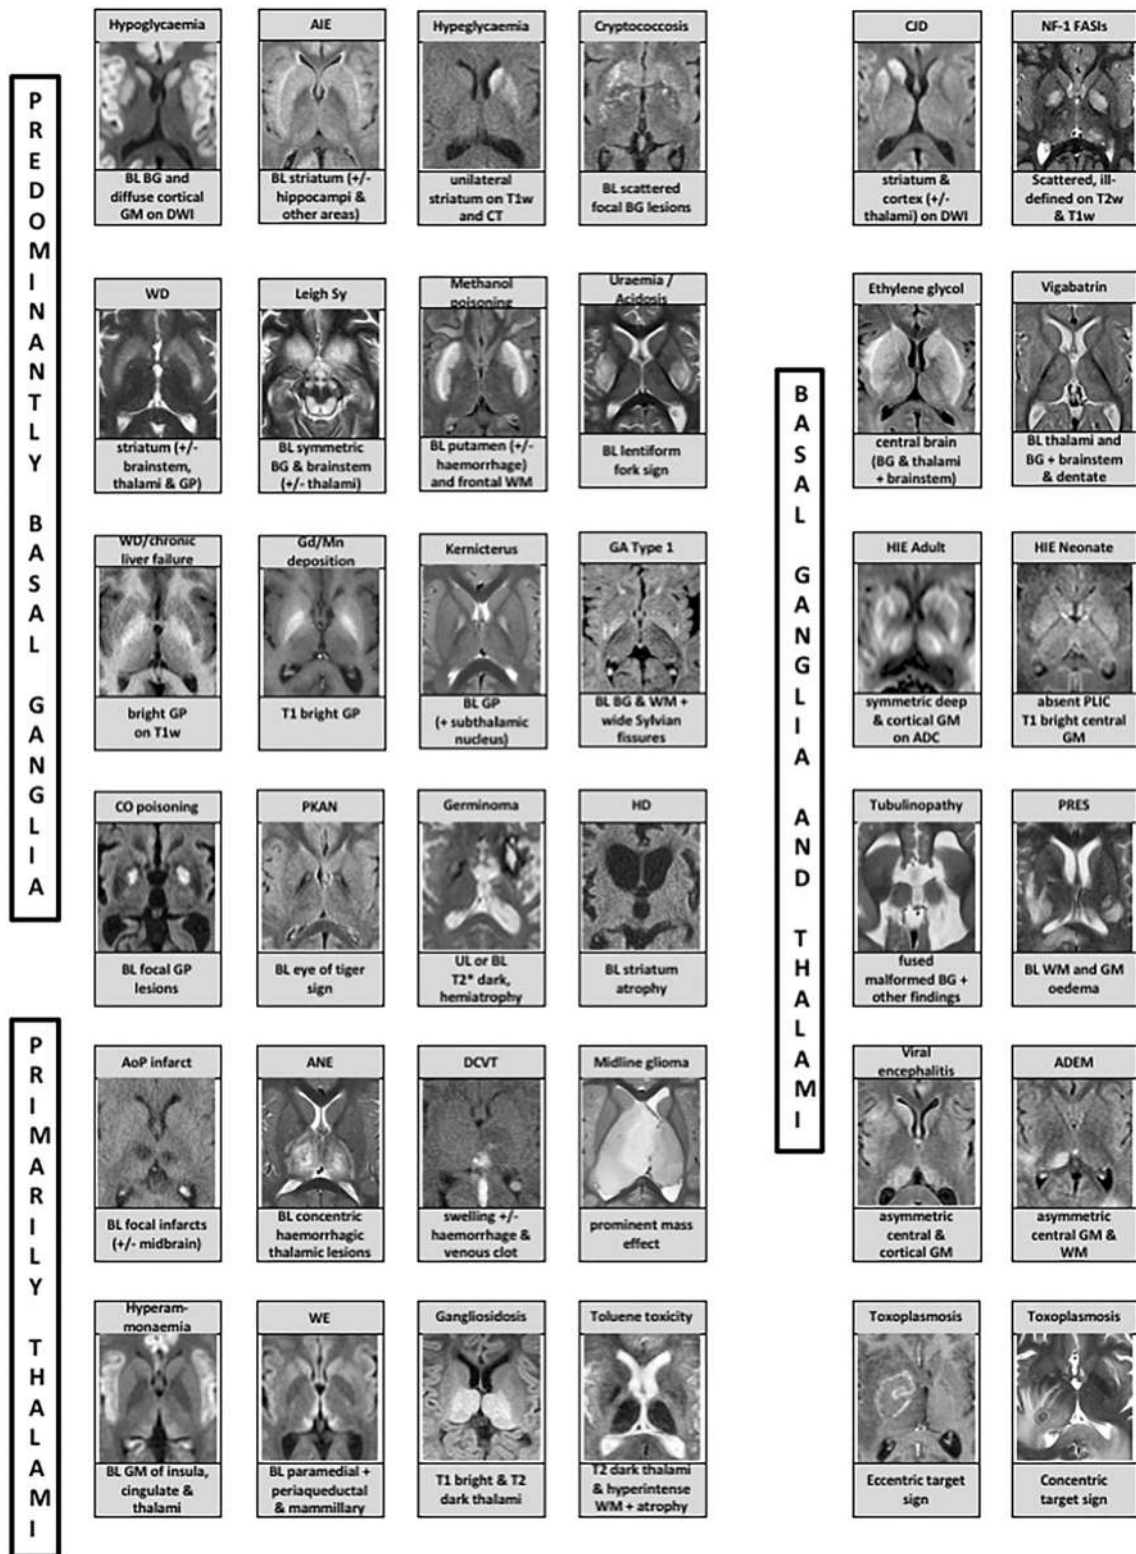 PREDOMINANTLY BASAL GANGLIA
Hypoglycaemia
BL BG and
diffuse cortical
GM on DWI
AIE
BL striatum (+/-
hippocampi &
other areas)
Hypeglycaemia
unilateral
striatum on T1w
and CT
Cryptococcosis
BL scattered
focal BG lesions
WD
striatum (+/-
brainstem,
thalami & GP)
Leigh Sy
BL symmetric
BG & brainstem
(+/- thalami)
Methanol
poisoning
BL putamen (+/-
haemorrhage)
and frontal WM
Uraemia /
Acidosis
BL lentiform
fork sign
WD/chronic
liver failure
bright GP
on T1w
Gd/Mn
deposition
T1 bright GP
Kernicterus
BL GP
(+ subthalamic
nucleus)
GA Type 1
BL BG & WM +
wide Sylvian
fissures
CO poisoning
BL focal GP
lesions
PKAN
BL eye of tiger
sign
Germinoma
UL or BL
T2* dark,
hemiatrophy
HD
BL striatum
atrophy
PRIMARILY THALAMI
AoP infarct
BL focal infarcts
(+/- midbrain)
ANE
BL concentric
haemorrhagic
thalamic lesions
DCVT
swelling +/-
haemorrhage &
venous clot
Midline glioma
prominent mass
effect
Hyperam-
monaemia
BL GM of insula,
cingulate &
thalami
WE
BL paramedial +
periaqueductal
& mammillary
Gangliosidosis
T1 bright & T2
dark thalami
Toluene toxicity
T2 dark thalami
& hyperintense
WM + atrophy
BASAL GANGLIA AND THALAMI
CJD
striatum &
cortex (+/-
thalami) on DWI
NF-1 FASIs
Scattered, ill-
defined on T2w
& T1w
Ethylene glycol
central brain
(BG & thalami
+ brainstem)
Vigabatrin
BL thalami and
BG + brainstem
& dentate
HIE Adult
symmetric deep
& cortical GM
on ADC
HIE Neonate
absent PLIC
T1 bright central
GM
Tubulinopathy
fused
malformed BG +
other findings
PRES
BL WM and GM
oedema
Viral
encephalitis
asymmetric
central &
cortical GM
ADEM
asymmetric
central GM &
WM
Toxoplasmosis
Eccentric target
sign
Toxoplasmosis
Concentric
target sign